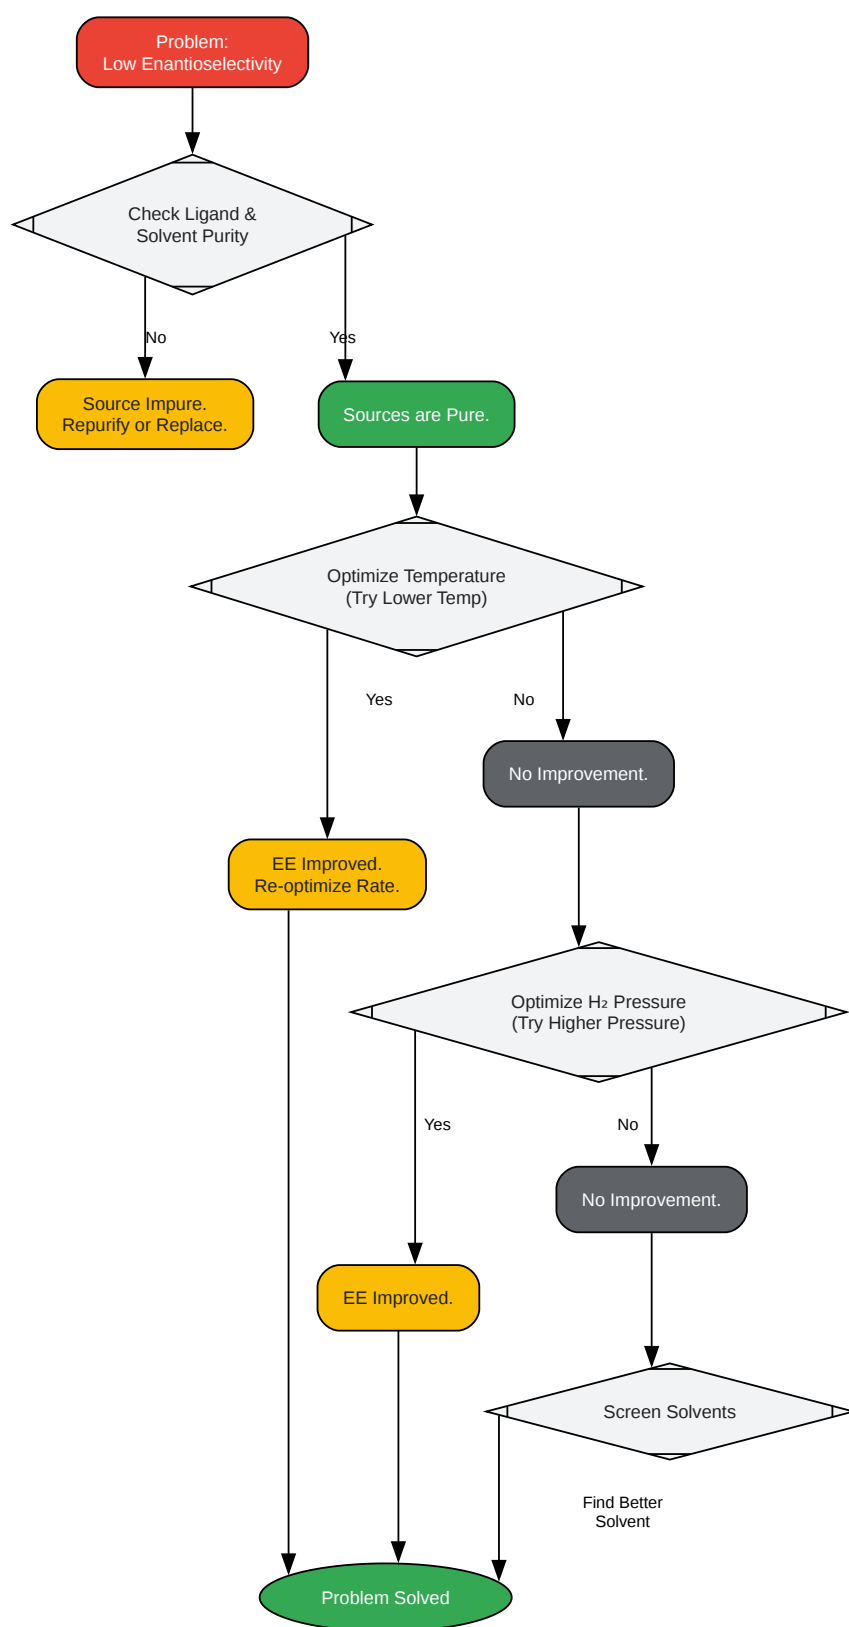 Problem:
Low Enantioselectivity
Check Ligand &
Solvent Purity
No
Yes
Source Impure.
Repurify or Replace.
Sources are Pure.
Optimize Temperature
(Try Lower Temp)
Yes
No
No Improvement.
EE Improved.
Re-optimize Rate.
Optimize H₂ Pressure
(Try Higher Pressure)
Yes
No
No Improvement.
EE Improved.
Screen Solvents
Find Better
Solvent
Problem Solved